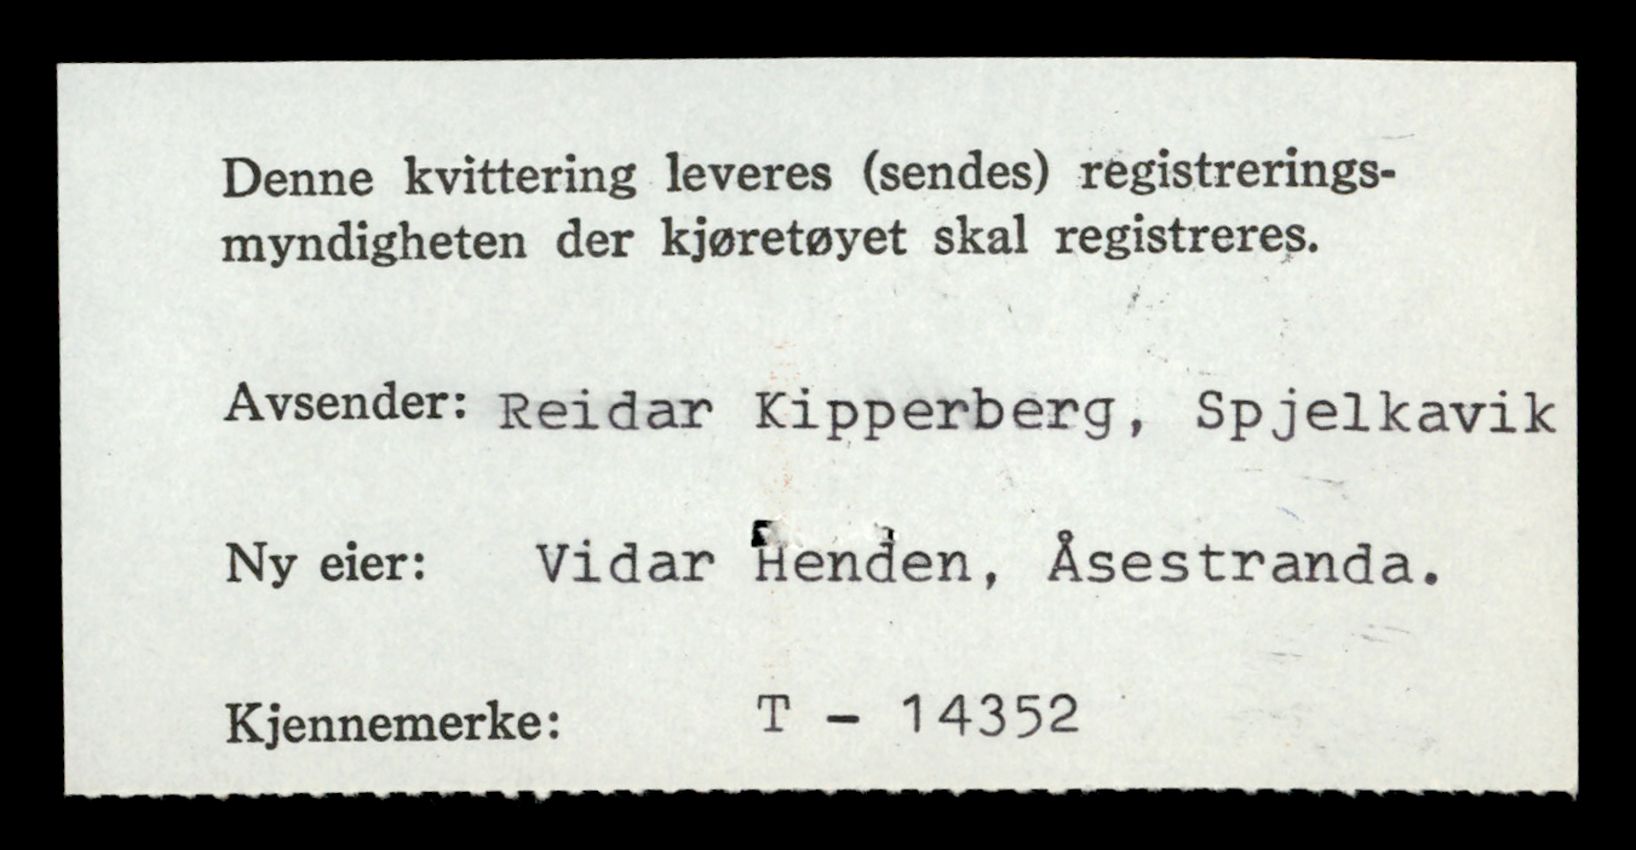 Denne kvittering leveres (sendes) registrerings-
myndigheten der kjøretøyet skal registreres.
Avsender: Reidar Kipperberg, Spjelkavik
Ny eier: Vidar Henden, Åsestranda.
Kjennemerke: T - 14352